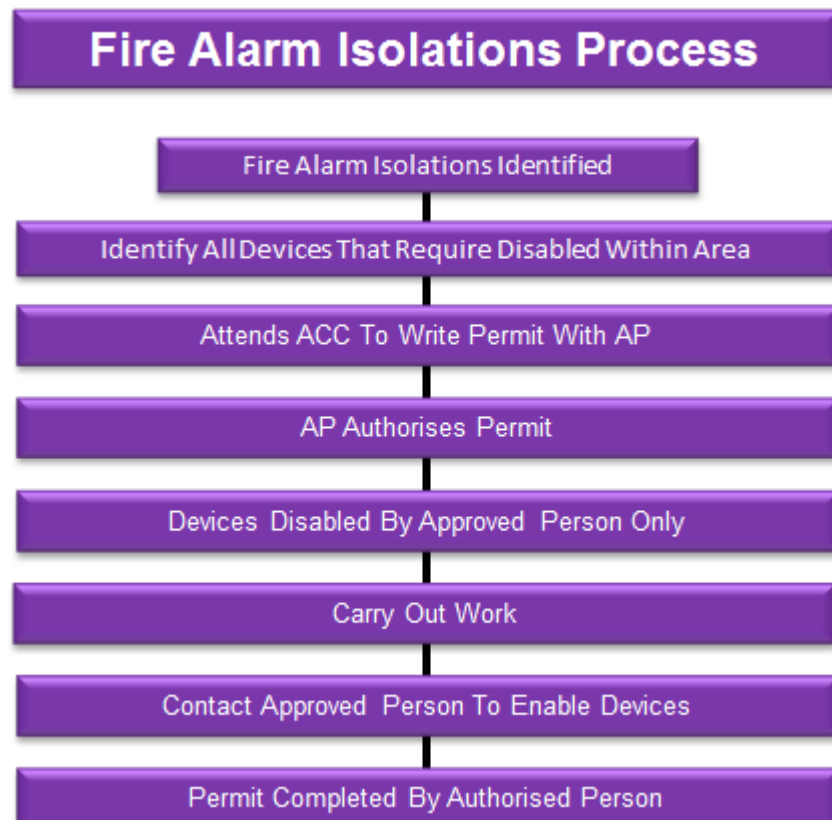 Fire Alarm Isolations Process
Fire Alarm Isolations Identified
Identify All Devices That Require Disabled Within Area
Attends ACC To Write Permit With AP
AP Authorises Permit
Devices Disabled By Approved Person Only
Carry Out Work
Contact Approved Person To Enable Devices
Permit Completed By Authorised Person